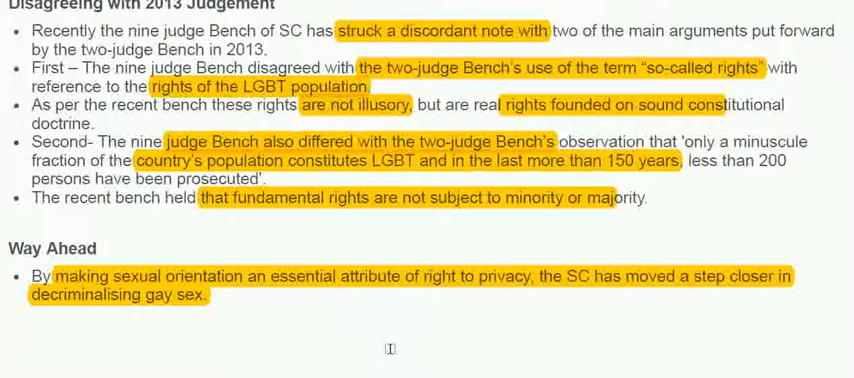 Disagreeing with 2013 Judgement
• Recently the nine judge Bench of SC has struck a discordant note with two of the main arguments put forward
by the two-judge Bench in 2013.
• First – The nine judge Bench disagreed with the two-judge Bench's use of the term “so-called rights” with
reference to the rights of the LGBT population.
• As per the recent bench these rights are not illusory, but are real rights founded on sound constitutional
doctrine.
• Second- The nine judge Bench also differed with the two-judge Bench's observation that 'only a minuscule
fraction of the country's population constitutes LGBT and in the last more than 150 years, less than 200
persons have been prosecuted'.
• The recent bench held that fundamental rights are not subject to minority or majority.
Way Ahead
• By making sexual orientation an essential attribute of right to privacy, the SC has moved a step closer in
decriminalising gay sex.